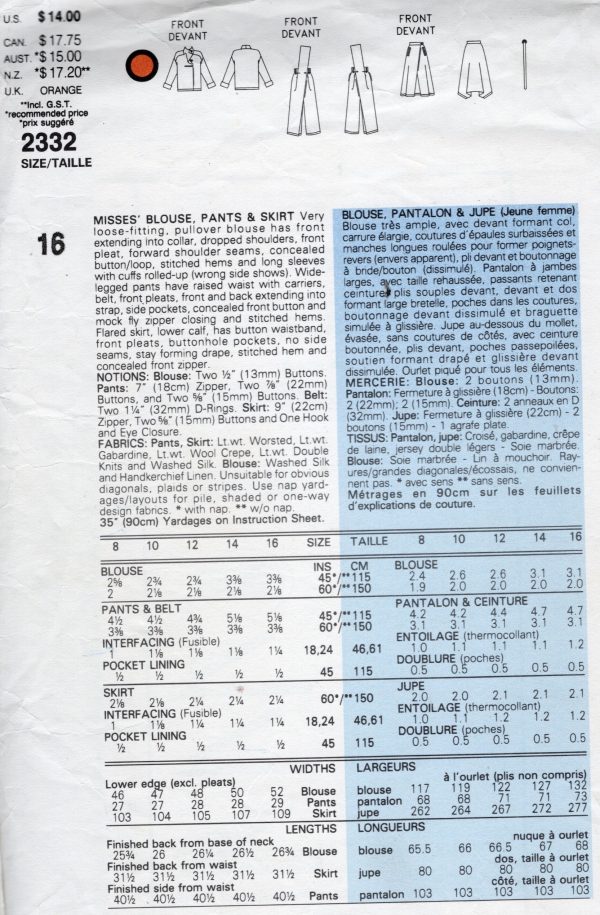 U.S. $14.00
CAN. $17.75
AUST. *$15.00
N.Z. *$17.20**
U.K. ORANGE
**Incl. G.S.T.
*recommended price
*prix suggéré
2332
SIZE/TAILLE
16
FRONT
DEVANT
FRONT
DEVANT
FRONT
DEVANT
MISSES' BLOUSE, PANTS & SKIRT Very
loose-fitting, pullover blouse has front
extending into collar, dropped shoulders, front
pleat, forward shoulder seams, concealed
button/loop, stitched hems and long sleeves
with cuffs rolled-up (wrong side shows). Wide-
legged pants have raised waist with carriers,
belt, front pleats, front and back extending into
strap, side pockets, concealed front button and
mock fly zipper closing and stitched hems.
Flared skirt, lower calf, has button waistband,
front pleats, buttonhole pockets, no side
seams, stay forming drape, stitched hem and
concealed front zipper.
NOTIONS: Blouse: Two ½" (13mm) Buttons.
Pants: 7" (18cm) Zipper, Two ⅞" (22mm)
Buttons, and Two ⅝" (15mm) Buttons. Belt:
Two 1¼" (32mm) D-Rings. Skirt: 9" (22cm)
Zipper, Two ⅝" (15mm) Buttons and One Hook
and Eye Closure.
FABRICS: Pants, Skirt: Lt.wt. Worsted, Lt.wt.
Gabardine, Lt.wt. Wool Crepe, Lt.wt. Double
Knits and Washed Silk. Blouse: Washed Silk
and Handkerchief Linen. Unsuitable for obvious
diagonals, plaids or stripes. Use nap yard-
ages/layouts for pile, shaded or one-way
design fabrics. * with nap. ** w/o nap.
35" (90cm) Yardages on Instruction Sheet.
BLOUSE, PANTALON & JUPE (Jeune femme)
Blouse très ample, avec devant formant col,
carrure élargie, coutures d'épaules surbaissées et
manches longues roulées pour former poignets-
revers (envers apparent), pli devant et boutonnage
à bride/bouton (dissimulé). Pantalon à jambes
larges, avec taille rehaussée, passants retenant
ceinture, plis souples devant, devant et dos
formant large bretelle, poches dans les coutures,
boutonnage devant dissimulé et braguette
simulée à glissière. Jupe au-dessous du mollet,
évasée, sans coutures de côtés, avec ceinture
boutonnée, plis devant, poches passepoilées,
soutien formant drapé et glissière devant
dissimulée. Ourlet piqué pour tous les éléments.
MERCERIE: Blouse: 2 boutons (13mm).
Pantalon: Fermeture à glissière (18cm) - Boutons:
2 (22mm); 2 (15mm). Ceinture: 2 anneaux en D
(32mm). Jupe: Fermeture à glissière (22cm) - 2
boutons (15mm) - 1 agrafe plate.
TISSUS: Pantalon, jupe: Croisé, gabardine, crêpe
de laine, jersey double légers - Soie marbrée.
Blouse: Soie marbrée - Lin à mouchoir. Ray-
ures/grandes diagonales/écossais, ne convien-
nent pas. * avec sens ** sans sens.
Métrages en 90cm sur les feuillets
d'explications de couture.
8 10 12 14 16 SIZE TAILLE 8 10 12 14 16
BLOUSE INS CM BLOUSE
2⅝ 2¾ 2¾ 3⅜ 3⅜ 45*/** 115 2.4 2.6 2.6 3.1 3.1
2 2⅛ 2⅛ 2⅛ 2⅛ 60*/** 150 1.9 2.0 2.0 2.0 2.0
PANTS & BELT PANTALON & CEINTURE
4½ 4½ 4¾ 5⅛ 5⅛ 45*/** 115 4.2 4.2 4.4 4.7 4.7
3⅜ 3⅜ 3⅜ 3⅜ 3⅜ 60*/** 150 3.1 3.1 3.1 3.1 3.1
INTERFACING (Fusible) ENTOILAGE (thermocollant)
1 1⅛ 1⅛ 1⅛ 1¼ 18,24 46,61 1.0 1.1 1.1 1.1 1.2
POCKET LINING DOUBLURE (poches)
½ ½ ½ ½ ½ 45 115 0.5 0.5 0.5 0.5 0.5
SKIRT JUPE
2⅛ 2⅛ 2¼ 2¼ 2¼ 60*/** 150 2.0 2.0 2.1 2.1 2.1
INTERFACING (Fusible) ENTOILAGE (thermocollant)
1 1⅛ 1¼ 1¼ 1¼ 18,24 46,61 1.0 1.1 1.2 1.2 1.2
POCKET LINING DOUBLURE (poches)
½ ½ ½ ½ ½ 45 115 0.5 0.5 0.5 0.5 0.5
WIDTHS LARGEURS
Lower edge (excl. pleats) à l'ourlet (plis non compris)
46 47 48 50 52 Blouse blouse 117 119 122 127 132
27 27 28 28 29 Pants pantalon 68 68 71 71 73
103 104 105 107 109 Skirt jupe 262 264 267 272 277
LENGTHS LONGUEURS
Finished back from base of neck nuque à ourlet
25¾ 26 26¼ 26½ 26¾ Blouse blouse 65.5 66 66.5 67 68
Finished back from waist dos, taille à ourlet
31½ 31½ 31½ 31½ 31½ Skirt jupe 80 80 80 80 80
Finished side from waist côté, taille à ourlet
40½ 40½ 40½ 40½ 40½ Pants pantalon 103 103 103 103 103